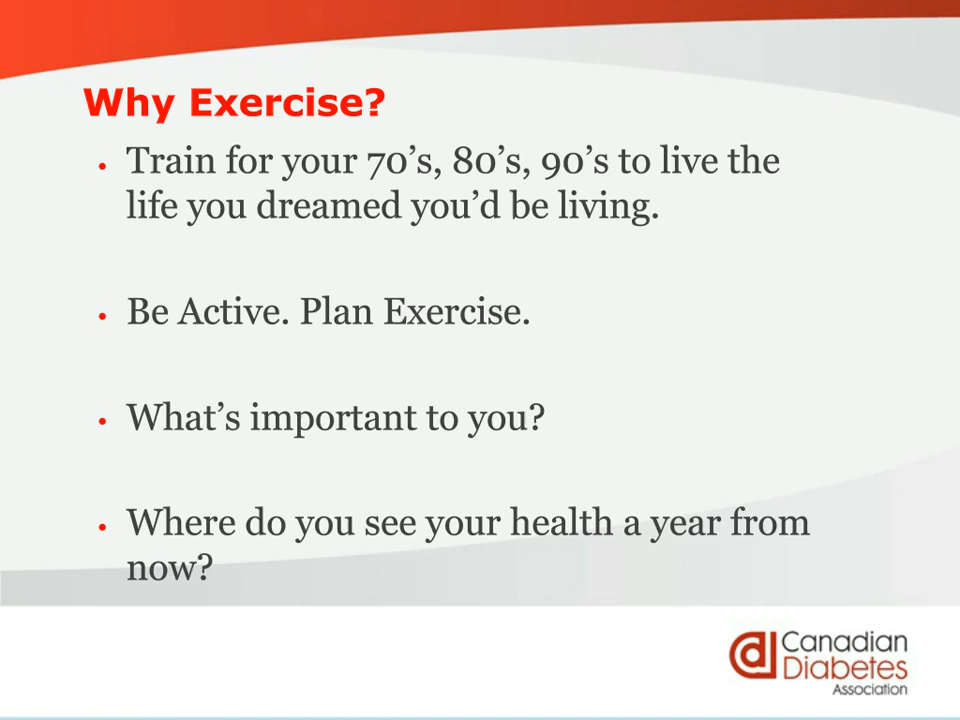 Why Exercise?
• Train for your 70’s, 80’s, 90’s to live the
life you dreamed you’d be living.
• Be Active. Plan Exercise.
• What’s important to you?
• Where do you see your health a year from
now?
Canadian
Diabetes
Association